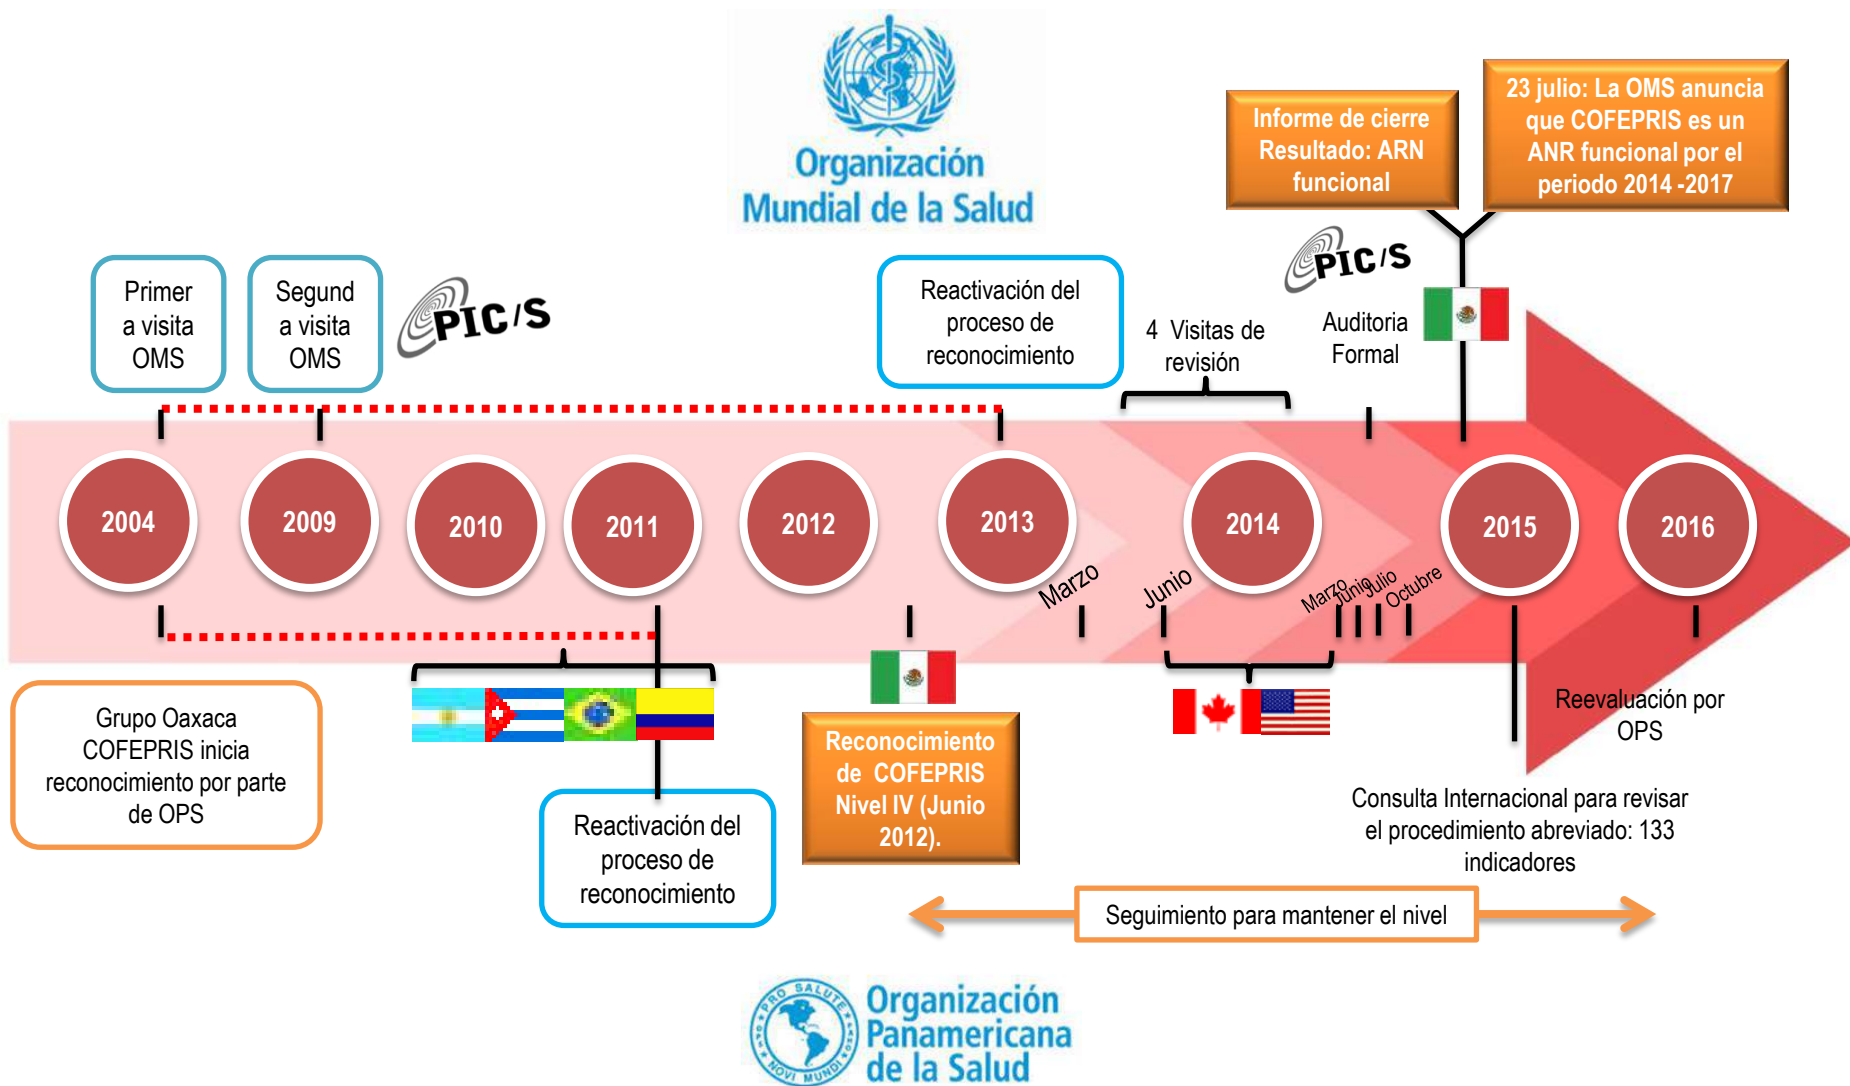 Organización
Mundial de la Salud
Informe de cierre
Resultado: ARN
funcional
23 julio: La OMS anuncia
que COFEPRIS es un
ANR funcional por el
periodo 2014 -2017
Primer
a visita
OMS
Segund
a visita
OMS
PIC/S
Reactivación del
proceso de
reconocimiento
4 Visitas de
revisión
PIC/S
Auditoria
Formal
2004
2009
2010
2011
2012
2013
2014
2015
2016
Marzo
Junio
Marzo
Junio
Julio
Octubre
Grupo Oaxaca
COFEPRIS inicia
reconocimiento por parte
de OPS
Reactivación del
proceso de
reconocimiento
Reconocimiento
de COFEPRIS
Nivel IV (Junio
2012).
Reevaluación por
OPS
Consulta Internacional para revisar
el procedimiento abreviado: 133
indicadores
Seguimiento para mantener el nivel
PRO SALUTE
NOVI MUNDI
Organización
Panamericana
de la Salud